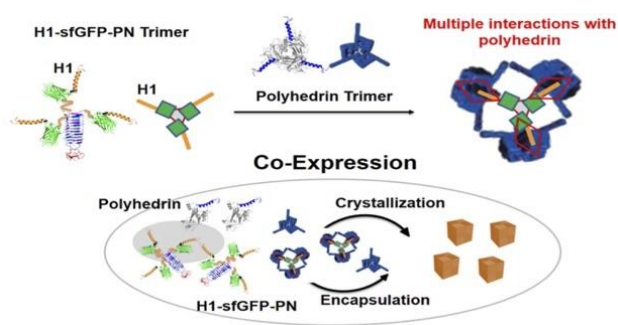 H1-sfGFP-PN Trimer
H1
H1
Polyhedrin Trimer
Multiple interactions with
polyhedrin
Co-Expression
Polyhedrin
H1-sfGFP-PN
Crystallization
Encapsulation